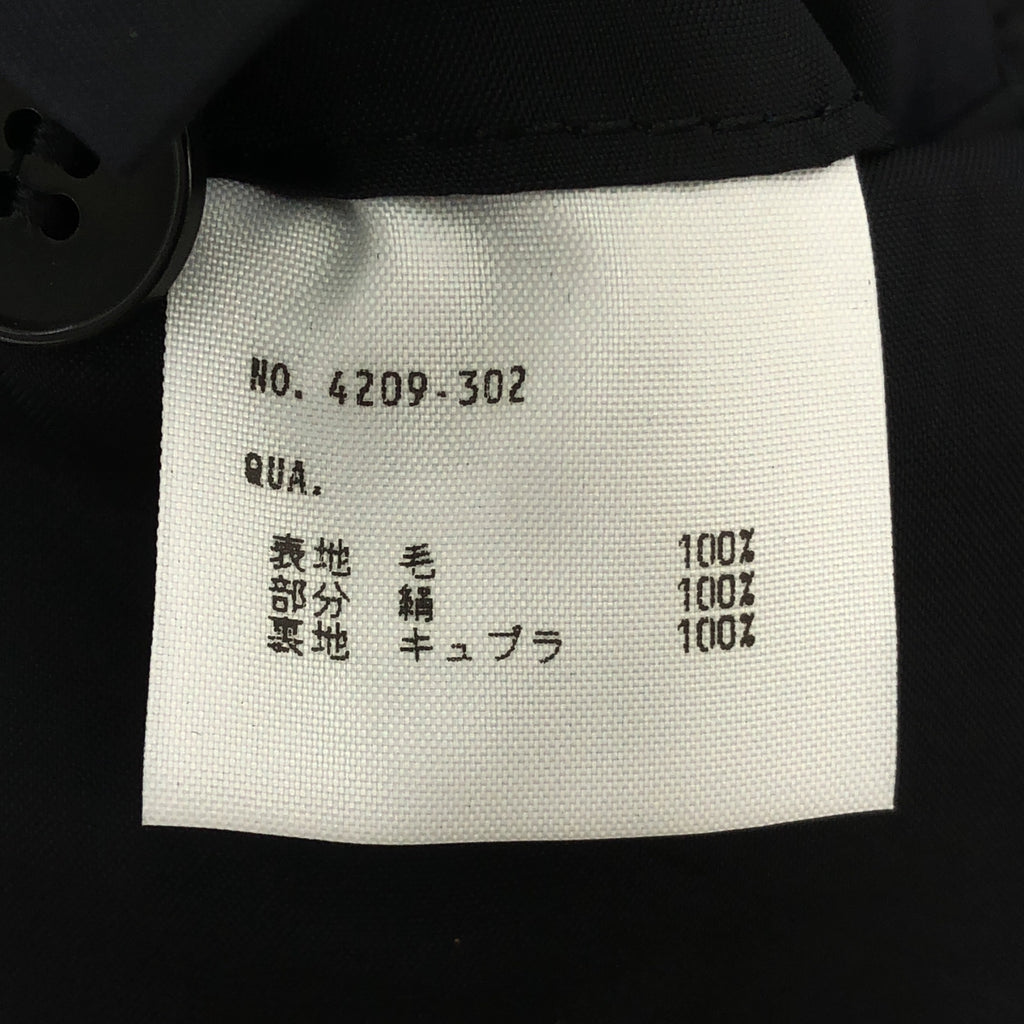 NO. 4209-302
QUA.
表地 毛 100%
部分 絹 100%
裏地 キュプラ 100%